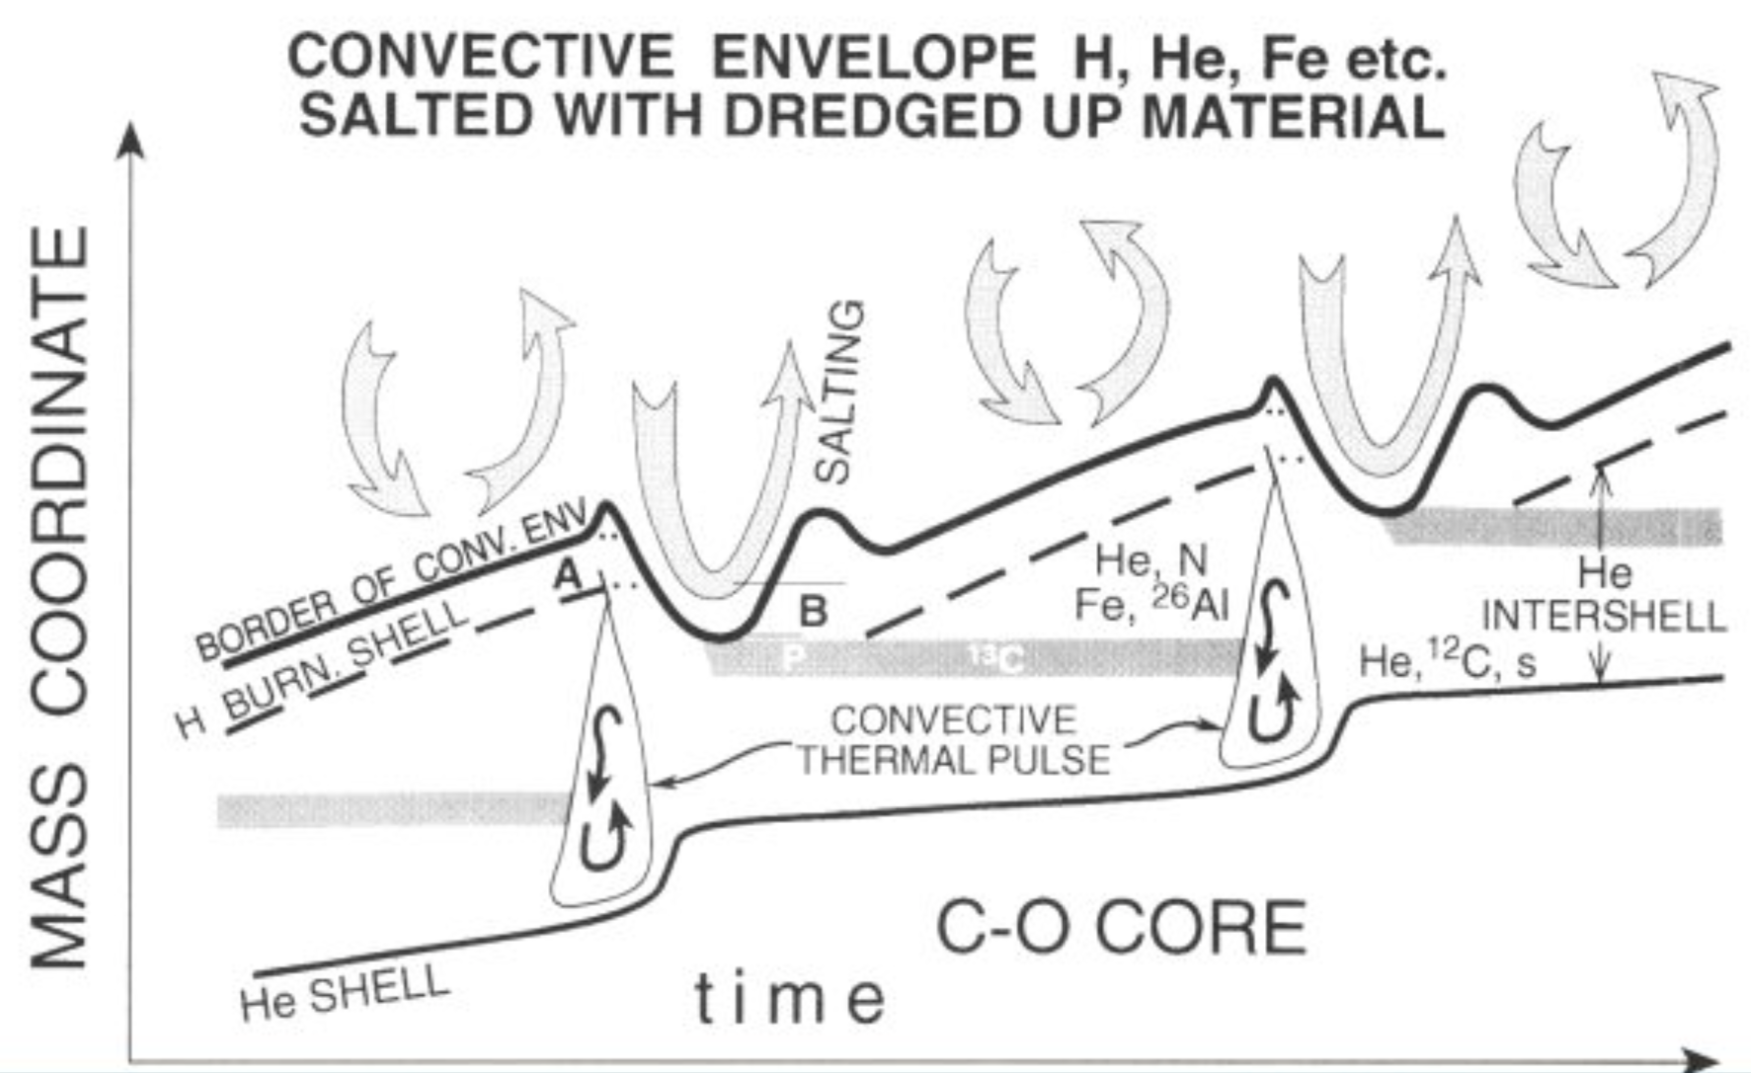 CONVECTIVE ENVELOPE H, He, Fe etc.
SALTED WITH DREDGED UP MATERIAL
MASS COORDINATE
SALTING
BORDER OF CONV. ENV
A
H BURN. SHELL
B
He, N
Fe, ²⁶Al
He
INTERSHELL
P
¹³C
He, ¹²C, s
CONVECTIVE
THERMAL PULSE
C-O CORE
He SHELL
time